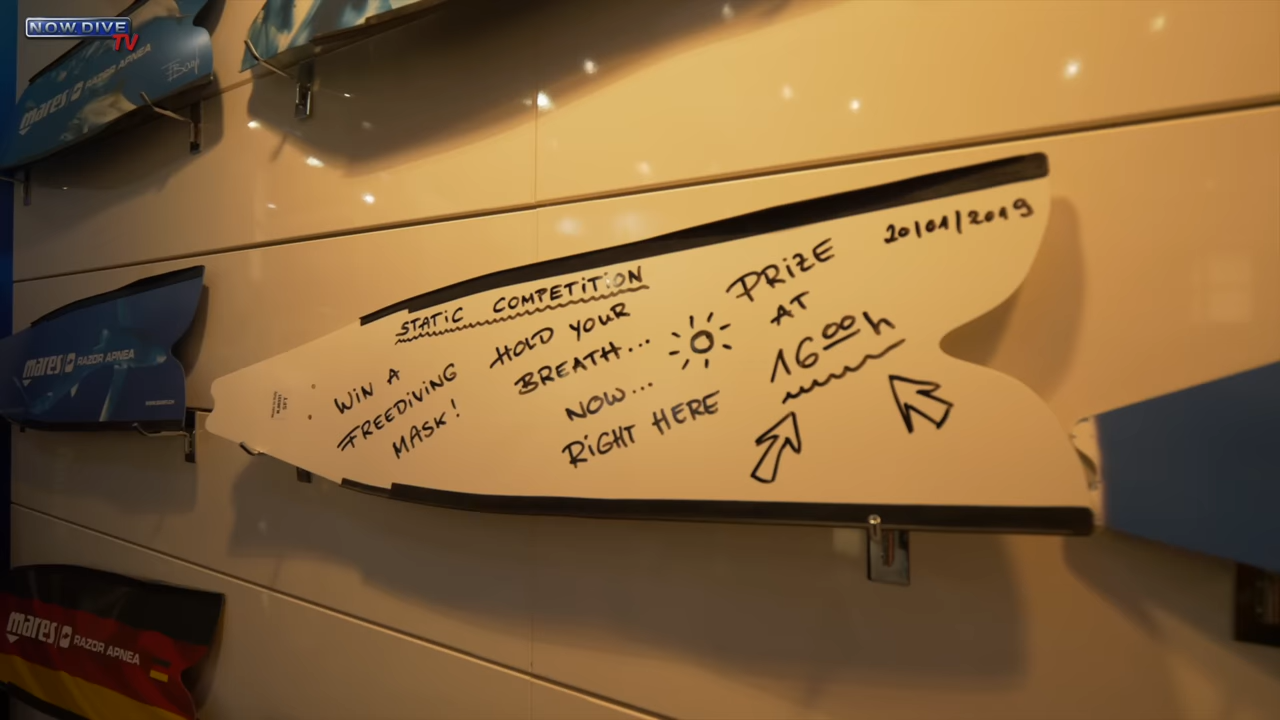 NOW DIVE
TV
mares RAZOR APNEA
mares RAZOR APNEA
mares RAZOR APNEA
STATiC COMPETiTiON
WIN A
FREEDIVING
MASK!
HOLD YOUR
BREATH...
NOW...
RiGHT HERE
PRiZE
AT
16⁰⁰h
20/01/2019